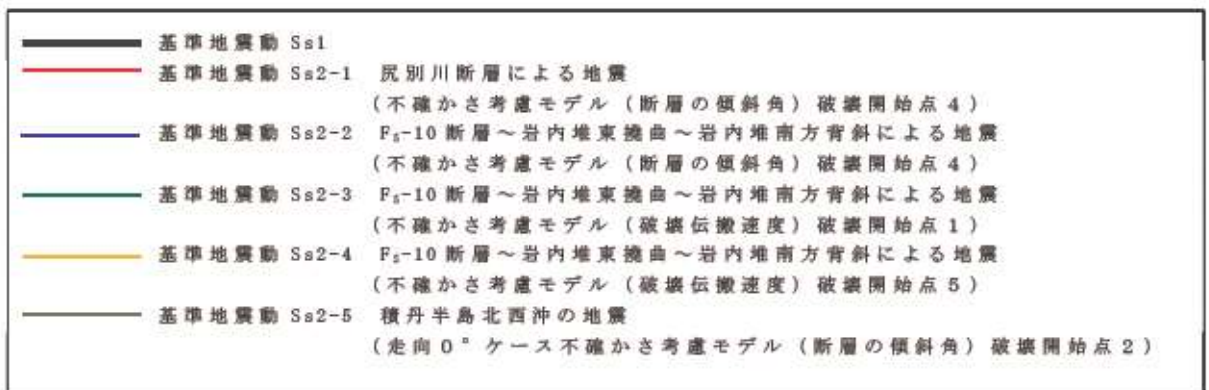 基準地震動 Ss1
基準地震動 Ss2-1 尻別川断層による地震
(不確かさ考慮モデル (断層の傾斜角) 破壊開始点4)
基準地震動 Ss2-2 Fs-10断層～岩内堆東撓曲～岩内堆南方背斜による地震
(不確かさ考慮モデル (断層の傾斜角) 破壊開始点4)
基準地震動 Ss2-3 Fs-10断層～岩内堆東撓曲～岩内堆南方背斜による地震
(不確かさ考慮モデル (破壊伝搬速度) 破壊開始点1)
基準地震動 Ss2-4 Fs-10断層～岩内堆東撓曲～岩内堆南方背斜による地震
(不確かさ考慮モデル (破壊伝搬速度) 破壊開始点5)
基準地震動 Ss2-5 積丹半島北西沖の地震
(走向0°ケース不確かさ考慮モデル (断層の傾斜角) 破壊開始点2)